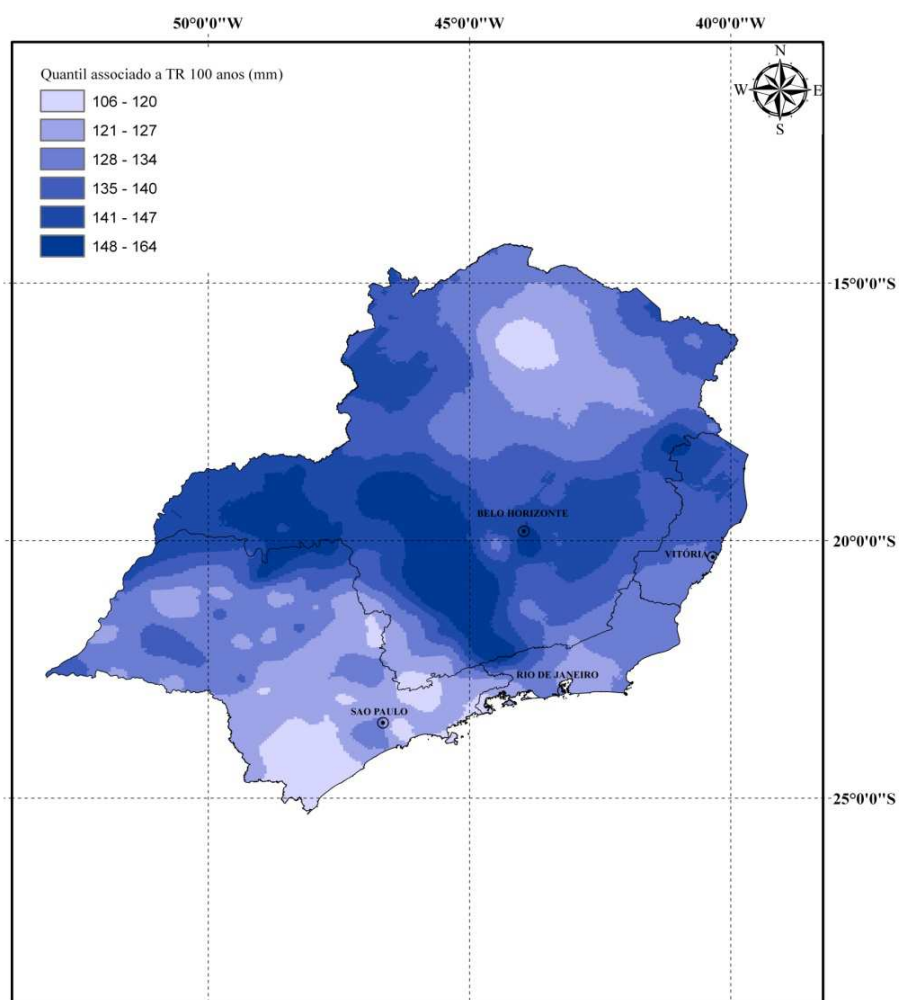 50°0'0"W 45°0'0"W 40°0'0"W
Quantil associado a TR 100 anos (mm)
106 - 120
121 - 127
128 - 134
135 - 140
141 - 147
148 - 164
N
W E
S
15°0'0"S
BELO HORIZONTE
20°0'0"S
VITÓRIA
RIO DE JANEIRO
SAO PAULO
25°0'0"S